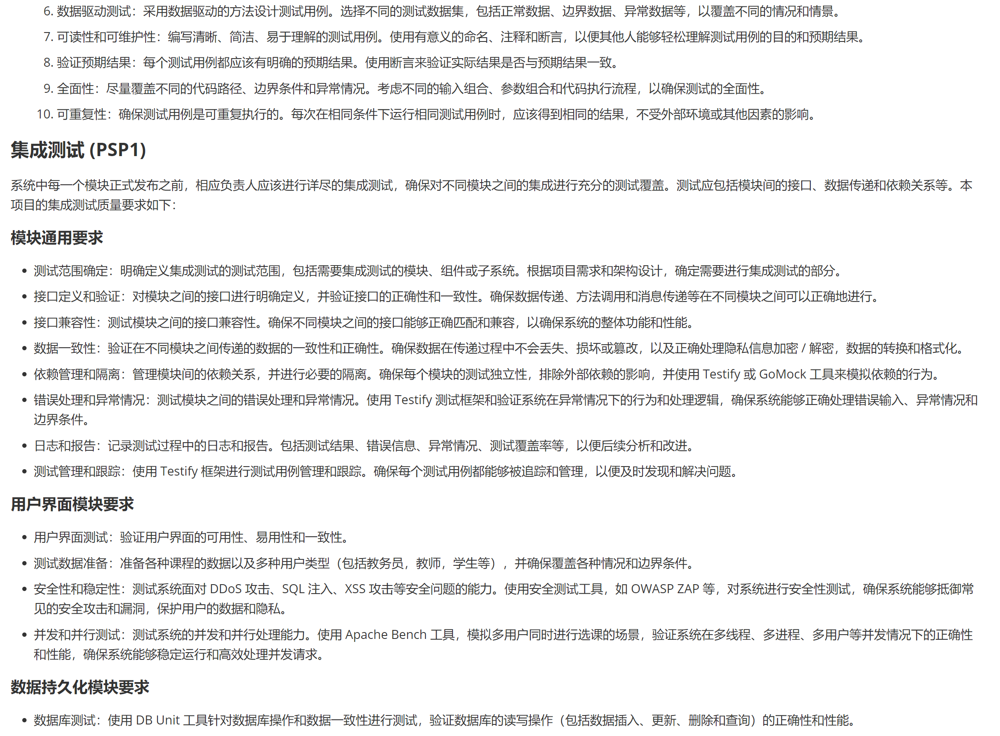 6. 数据驱动测试：采用数据驱动的方法设计测试用例。选择不同的测试数据集，包括正常数据、边界数据、异常数据等，以覆盖不同的情况和情景。
7. 可读性和可维护性：编写清晰、简洁、易于理解的测试用例。使用有意义的命名、注释和断言，以便其他人能够轻松理解测试用例的目的和预期结果。
8. 验证预期结果：每个测试用例都应该有明确的预期结果。使用断言来验证实际结果是否与预期结果一致。
9. 全面性：尽量覆盖不同的代码路径、边界条件和异常情况。考虑不同的输入组合、参数组合和代码执行流程，以确保测试的全面性。
10. 可重复性：确保测试用例是可重复执行的。每次在相同条件下运行相同测试用例时，应该得到相同的结果，不受外部环境或其他因素的影响。
集成测试 (PSP1)
系统中每一个模块正式发布之前，相应负责人应该进行详尽的集成测试，确保对不同模块之间的集成进行充分的测试覆盖。测试应包括模块间的接口、数据传递和依赖关系等。本
项目的集成测试质量要求如下：
模块通用要求
• 测试范围确定：明确定义集成测试的测试范围，包括需要集成测试的模块、组件或子系统。根据项目需求和架构设计，确定需要进行集成测试的部分。
• 接口定义和验证：对模块之间的接口进行明确定义，并验证接口的正确性和一致性。确保数据传递、方法调用和消息传递等在不同模块之间可以正确地进行。
• 接口兼容性：测试模块之间的接口兼容性。确保不同模块之间的接口能够正确匹配和兼容，以确保系统的整体功能和性能。
• 数据一致性：验证在不同模块之间传递的数据的一致性和正确性。确保数据在传递过程中不会丢失、损坏或篡改，以及正确处理隐私信息加密 / 解密，数据的转换和格式化。
• 依赖管理和隔离：管理模块间的依赖关系，并进行必要的隔离。确保每个模块的测试独立性，排除外部依赖的影响，并使用 Testify 或 GoMock 工具来模拟依赖的行为。
• 错误处理和异常情况：测试模块之间的错误处理和异常情况。使用 Testify 测试框架和验证系统在异常情况下的行为和处理逻辑，确保系统能够正确处理错误输入、异常情况和
边界条件。
• 日志和报告：记录测试过程中的日志和报告。包括测试结果、错误信息、异常情况、测试覆盖率等，以便后续分析和改进。
• 测试管理和跟踪：使用 Testify 框架进行测试用例管理和跟踪。确保每个测试用例都能够被追踪和管理，以便及时发现和解决问题。
用户界面模块要求
• 用户界面测试：验证用户界面的可用性、易用性和一致性。
• 测试数据准备：准备各种课程的数据以及多种用户类型（包括教务员，教师，学生等），并确保覆盖各种情况和边界条件。
• 安全性和稳定性：测试系统面对 DDoS 攻击、SQL 注入、XSS 攻击等安全问题的能力。使用安全测试工具，如 OWASP ZAP 等，对系统进行安全性测试，确保系统能够抵御常
见的安全攻击和漏洞，保护用户的数据和隐私。
• 并发和并行测试：测试系统的并发和并行处理能力。使用 Apache Bench 工具，模拟多用户同时进行选课的场景，验证系统在多线程、多进程、多用户等并发情况下的正确性
和性能，确保系统能够稳定运行和高效处理并发请求。
数据持久化模块要求
• 数据库测试：使用 DB Unit 工具针对数据库操作和数据一致性进行测试，验证数据库的读写操作（包括数据插入、更新、删除和查询）的正确性和性能。